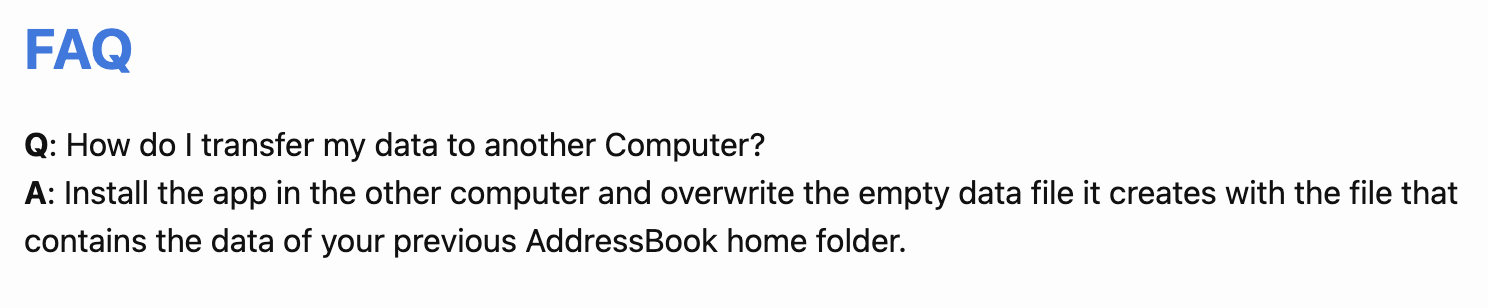 FAQ
Q: How do I transfer my data to another Computer?
A: Install the app in the other computer and overwrite the empty data file it creates with the file that
contains the data of your previous AddressBook home folder.